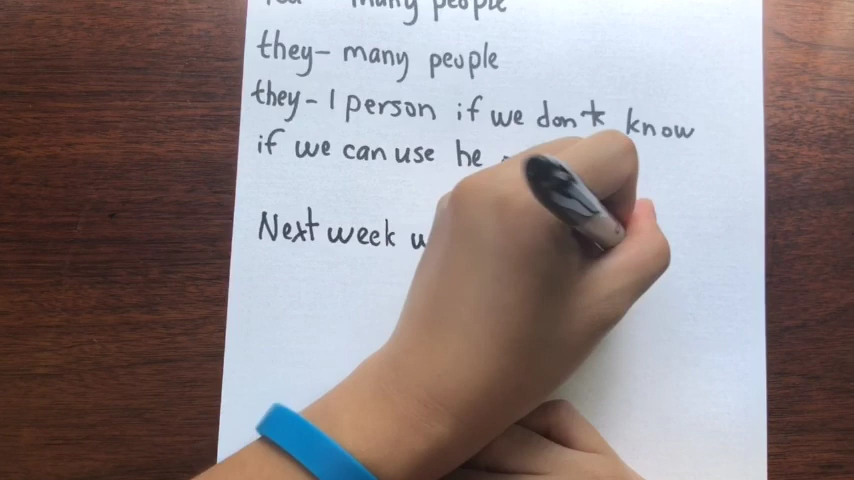 many people
they- many people
they- 1 person if we don't know
if we can use he
Next week